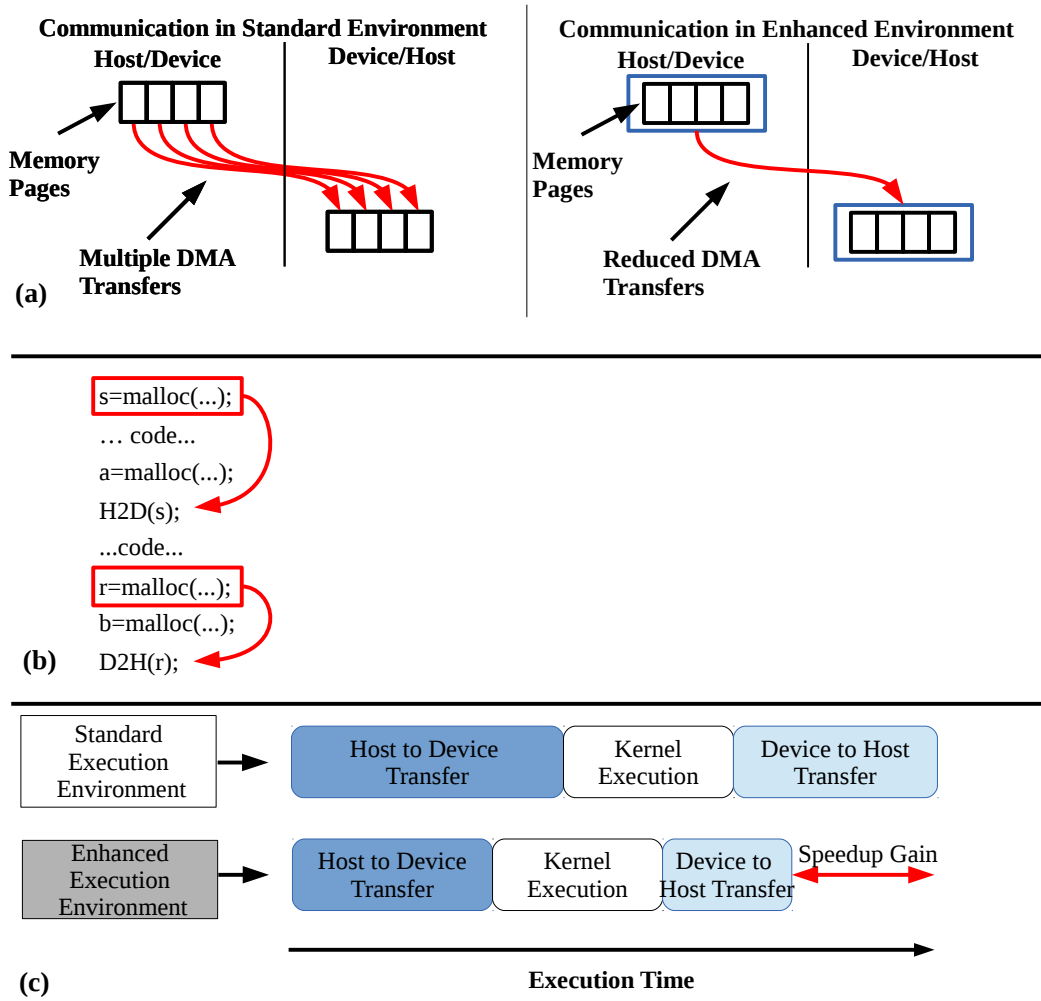 Communication in Standard Environment
Host/Device
Device/Host
Memory
Pages
Multiple DMA
Transfers
(a)
Communication in Enhanced Environment
Host/Device
Device/Host
Memory
Pages
Reduced DMA
Transfers
s=malloc(...);
... code...
a=malloc(...);
H2D(s);
...code...
r=malloc(...);
b=malloc(...);
D2H(r);
(b)
Standard
Execution
Environment
Host to Device
Transfer
Kernel
Execution
Device to Host
Transfer
Enhanced
Execution
Environment
Host to Device
Transfer
Kernel
Execution
Device to
Host Transfer
Speedup Gain
Execution Time
(c)